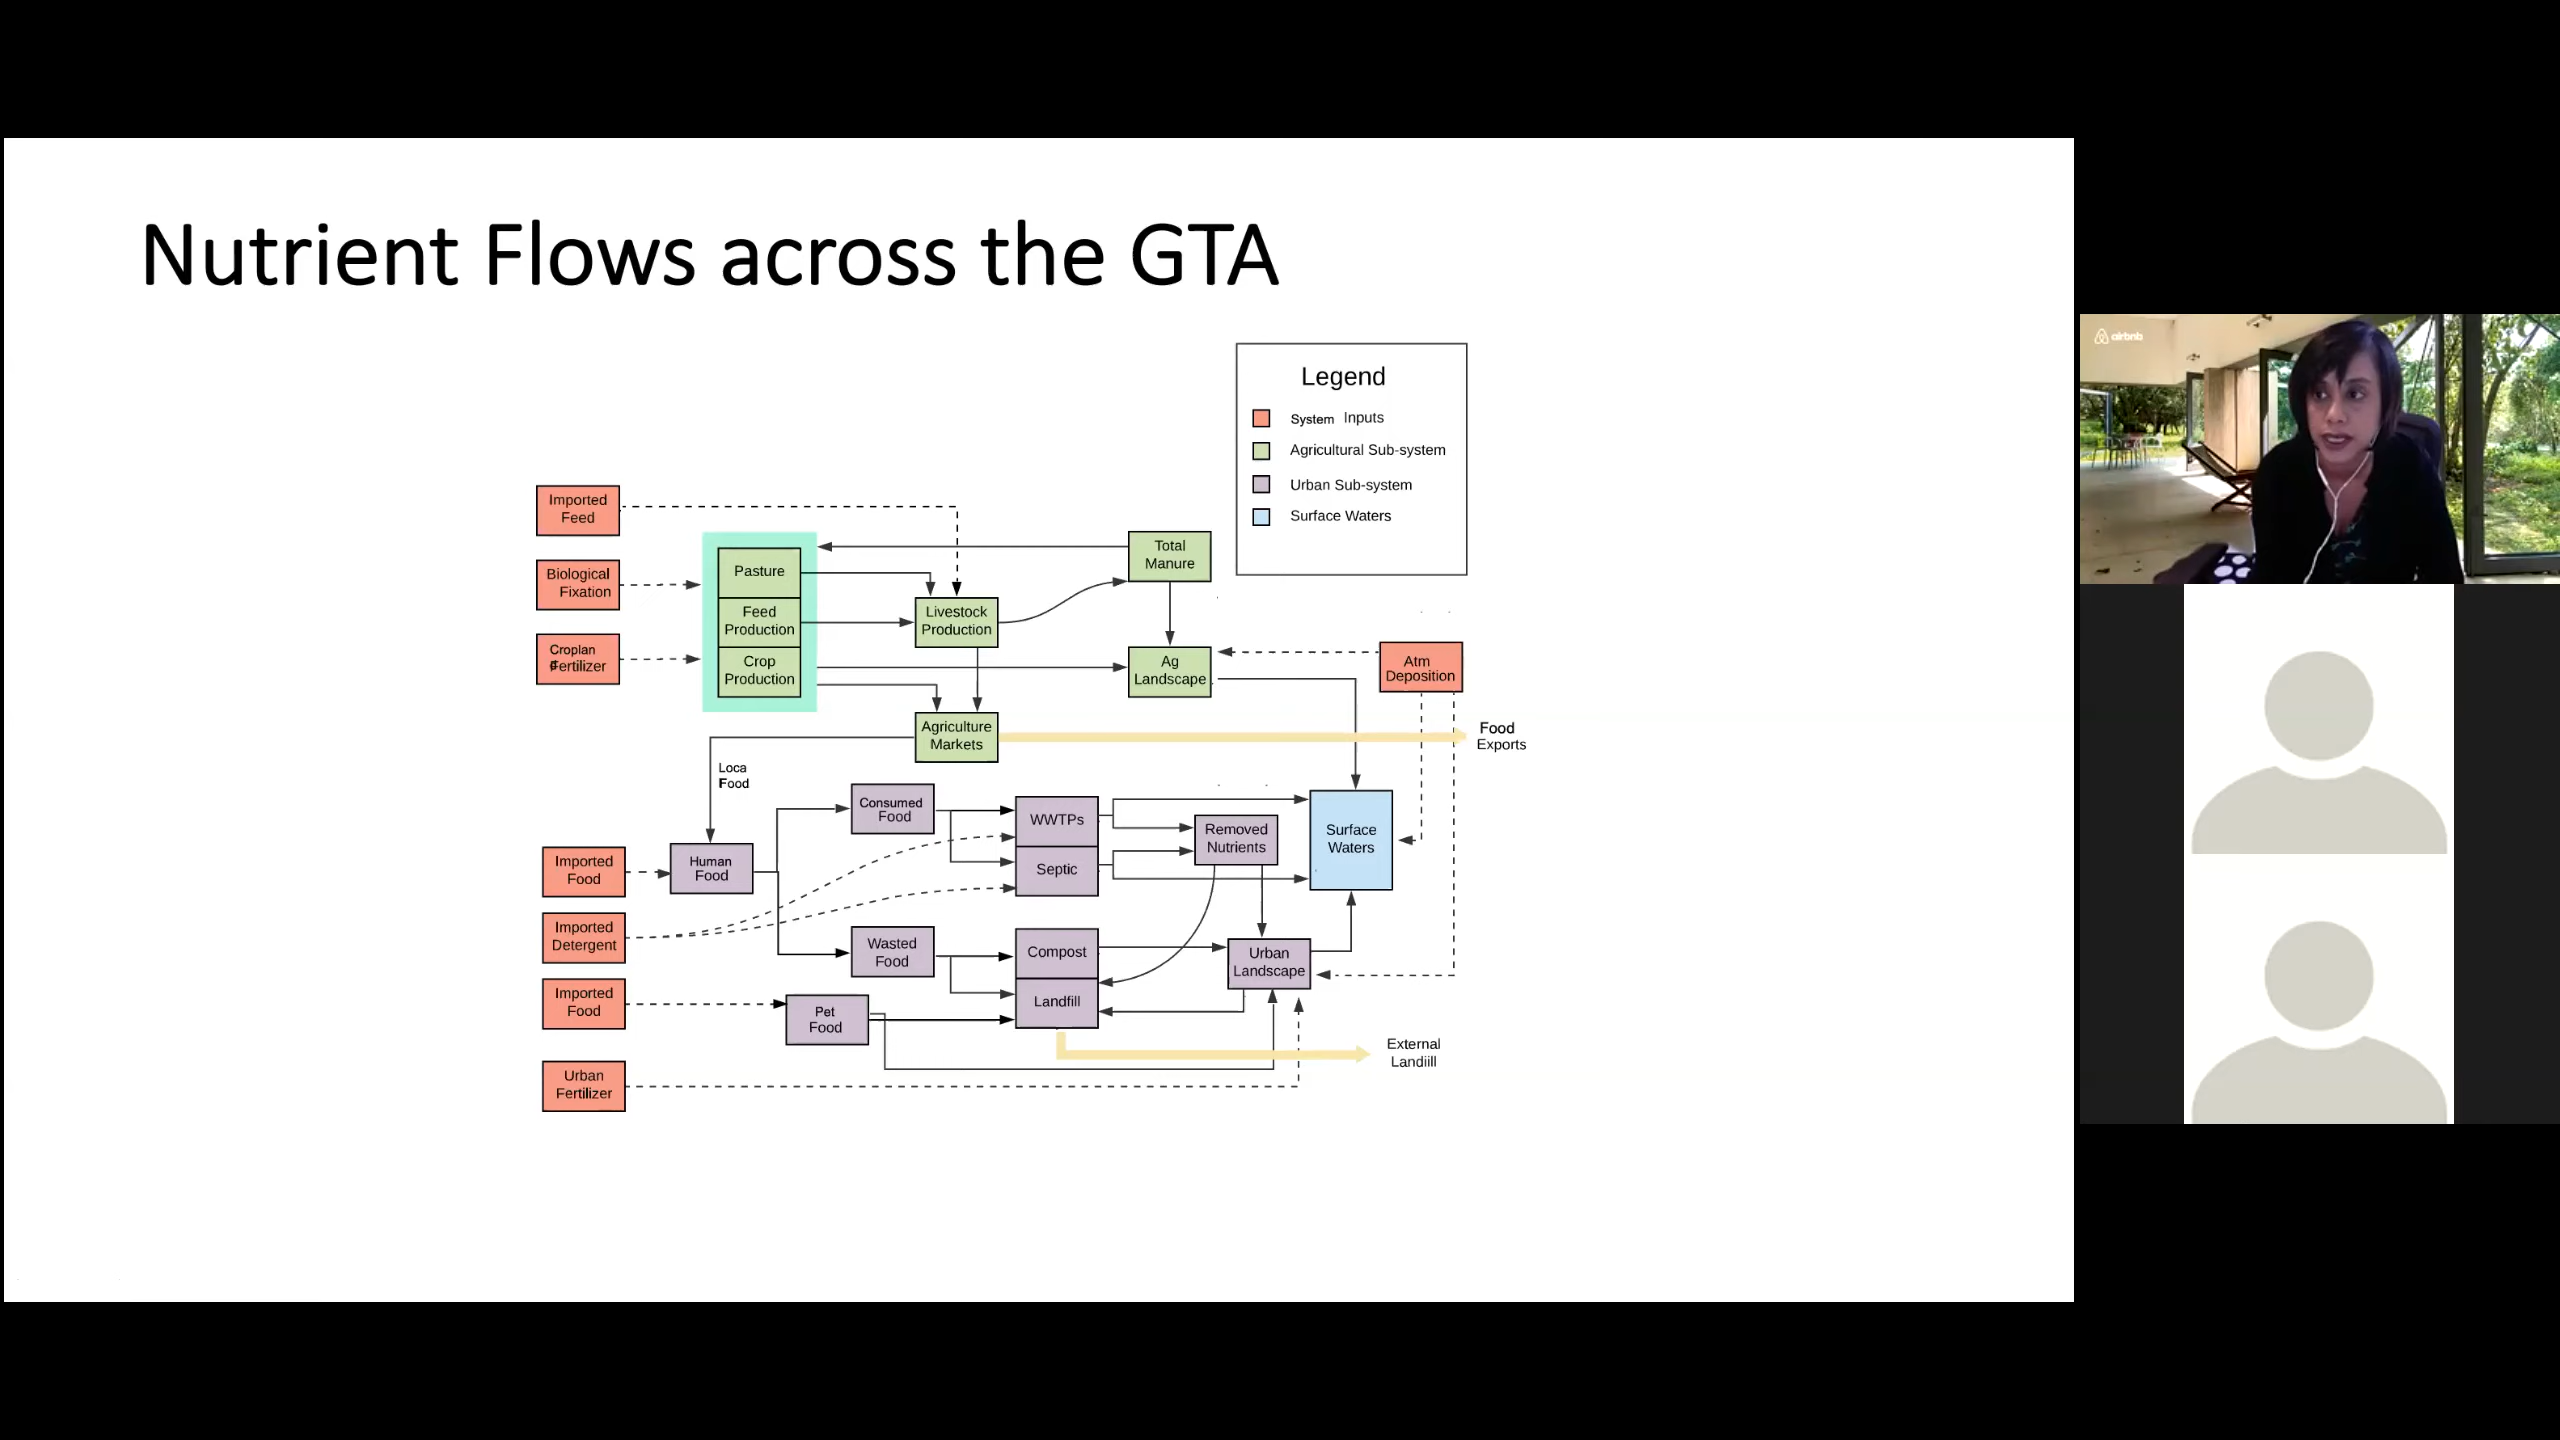 Nutrient Flows across the GTA
airbnb
Legend
System Inputs
Agricultural Sub-system
Urban Sub-system
Surface Waters
Imported
Feed
Biological
Fixation
Croplan
d
Fertilizer
Pasture
Feed
Production
Crop
Production
Livestock
Production
Total
Manure
Ag
Landscape
Atm
Deposition
Agriculture
Markets
Food
Exports
Loca
Food
Consumed
Food
WWTPs
Septic
Removed
Nutrients
Surface
Waters
Imported
Food
Human
Food
Imported
Detergent
Wasted
Food
Compost
Landfill
Urban
Landscape
Imported
Food
Pet
Food
External
Landiill
Urban
Fertilizer